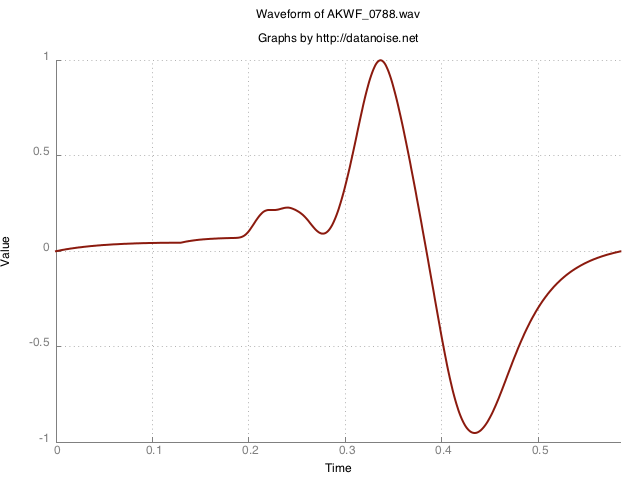 Waveform of AKWF_0788.wav
Graphs by http://datanoise.net
1
0.5
0
-0.5
-1
Value
0 0.1 0.2 0.3 0.4 0.5
Time